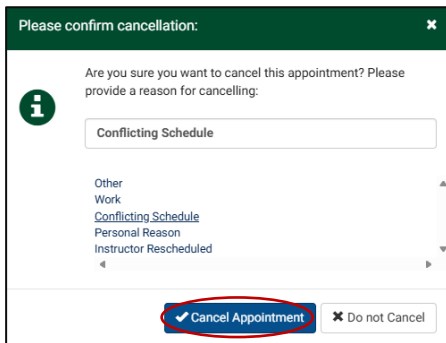 Please confirm cancellation:
Are you sure you want to cancel this appointment? Please
provide a reason for cancelling:
Conflicting Schedule
Other
Work
Conflicting Schedule
Personal Reason
Instructor Rescheduled
Cancel Appointment
Do not Cancel